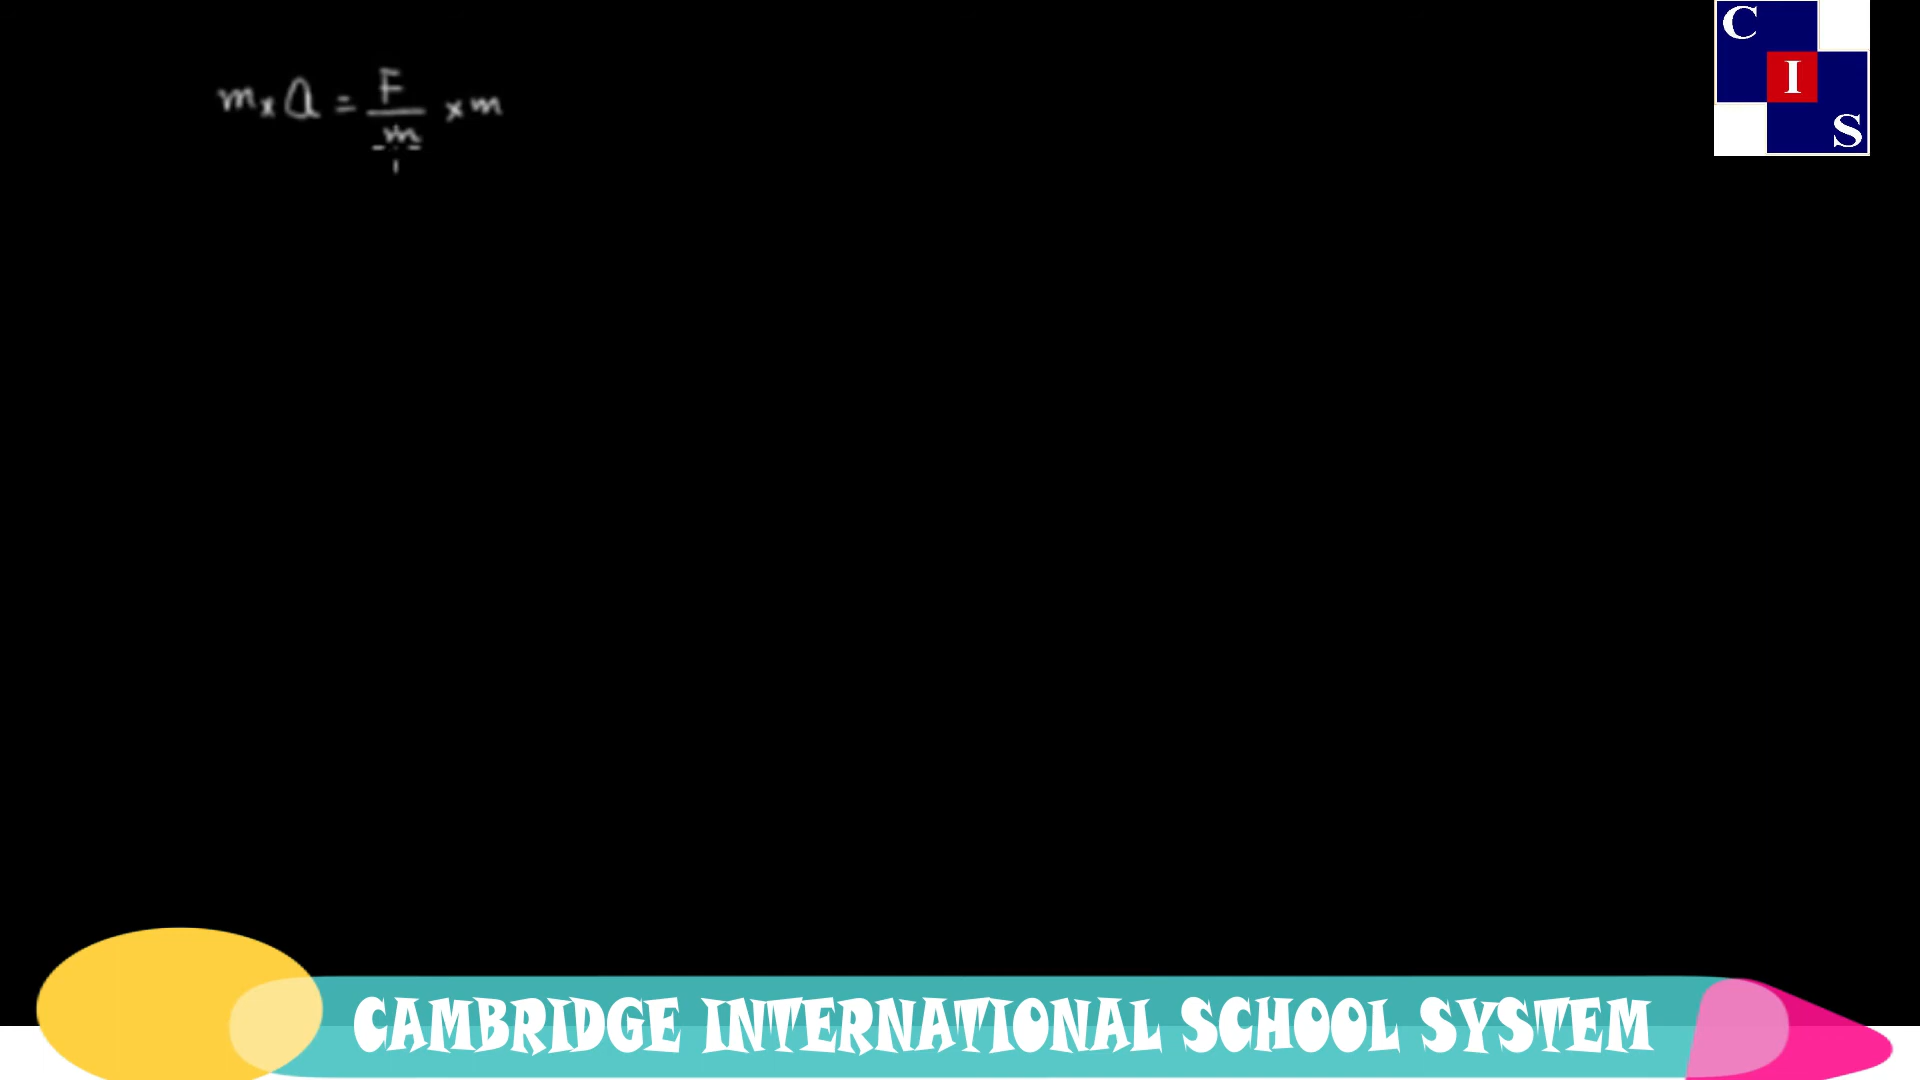 m x a = F/m x m
C
I
S
CAMBRIDGE INTERNATIONAL SCHOOL SYSTEM